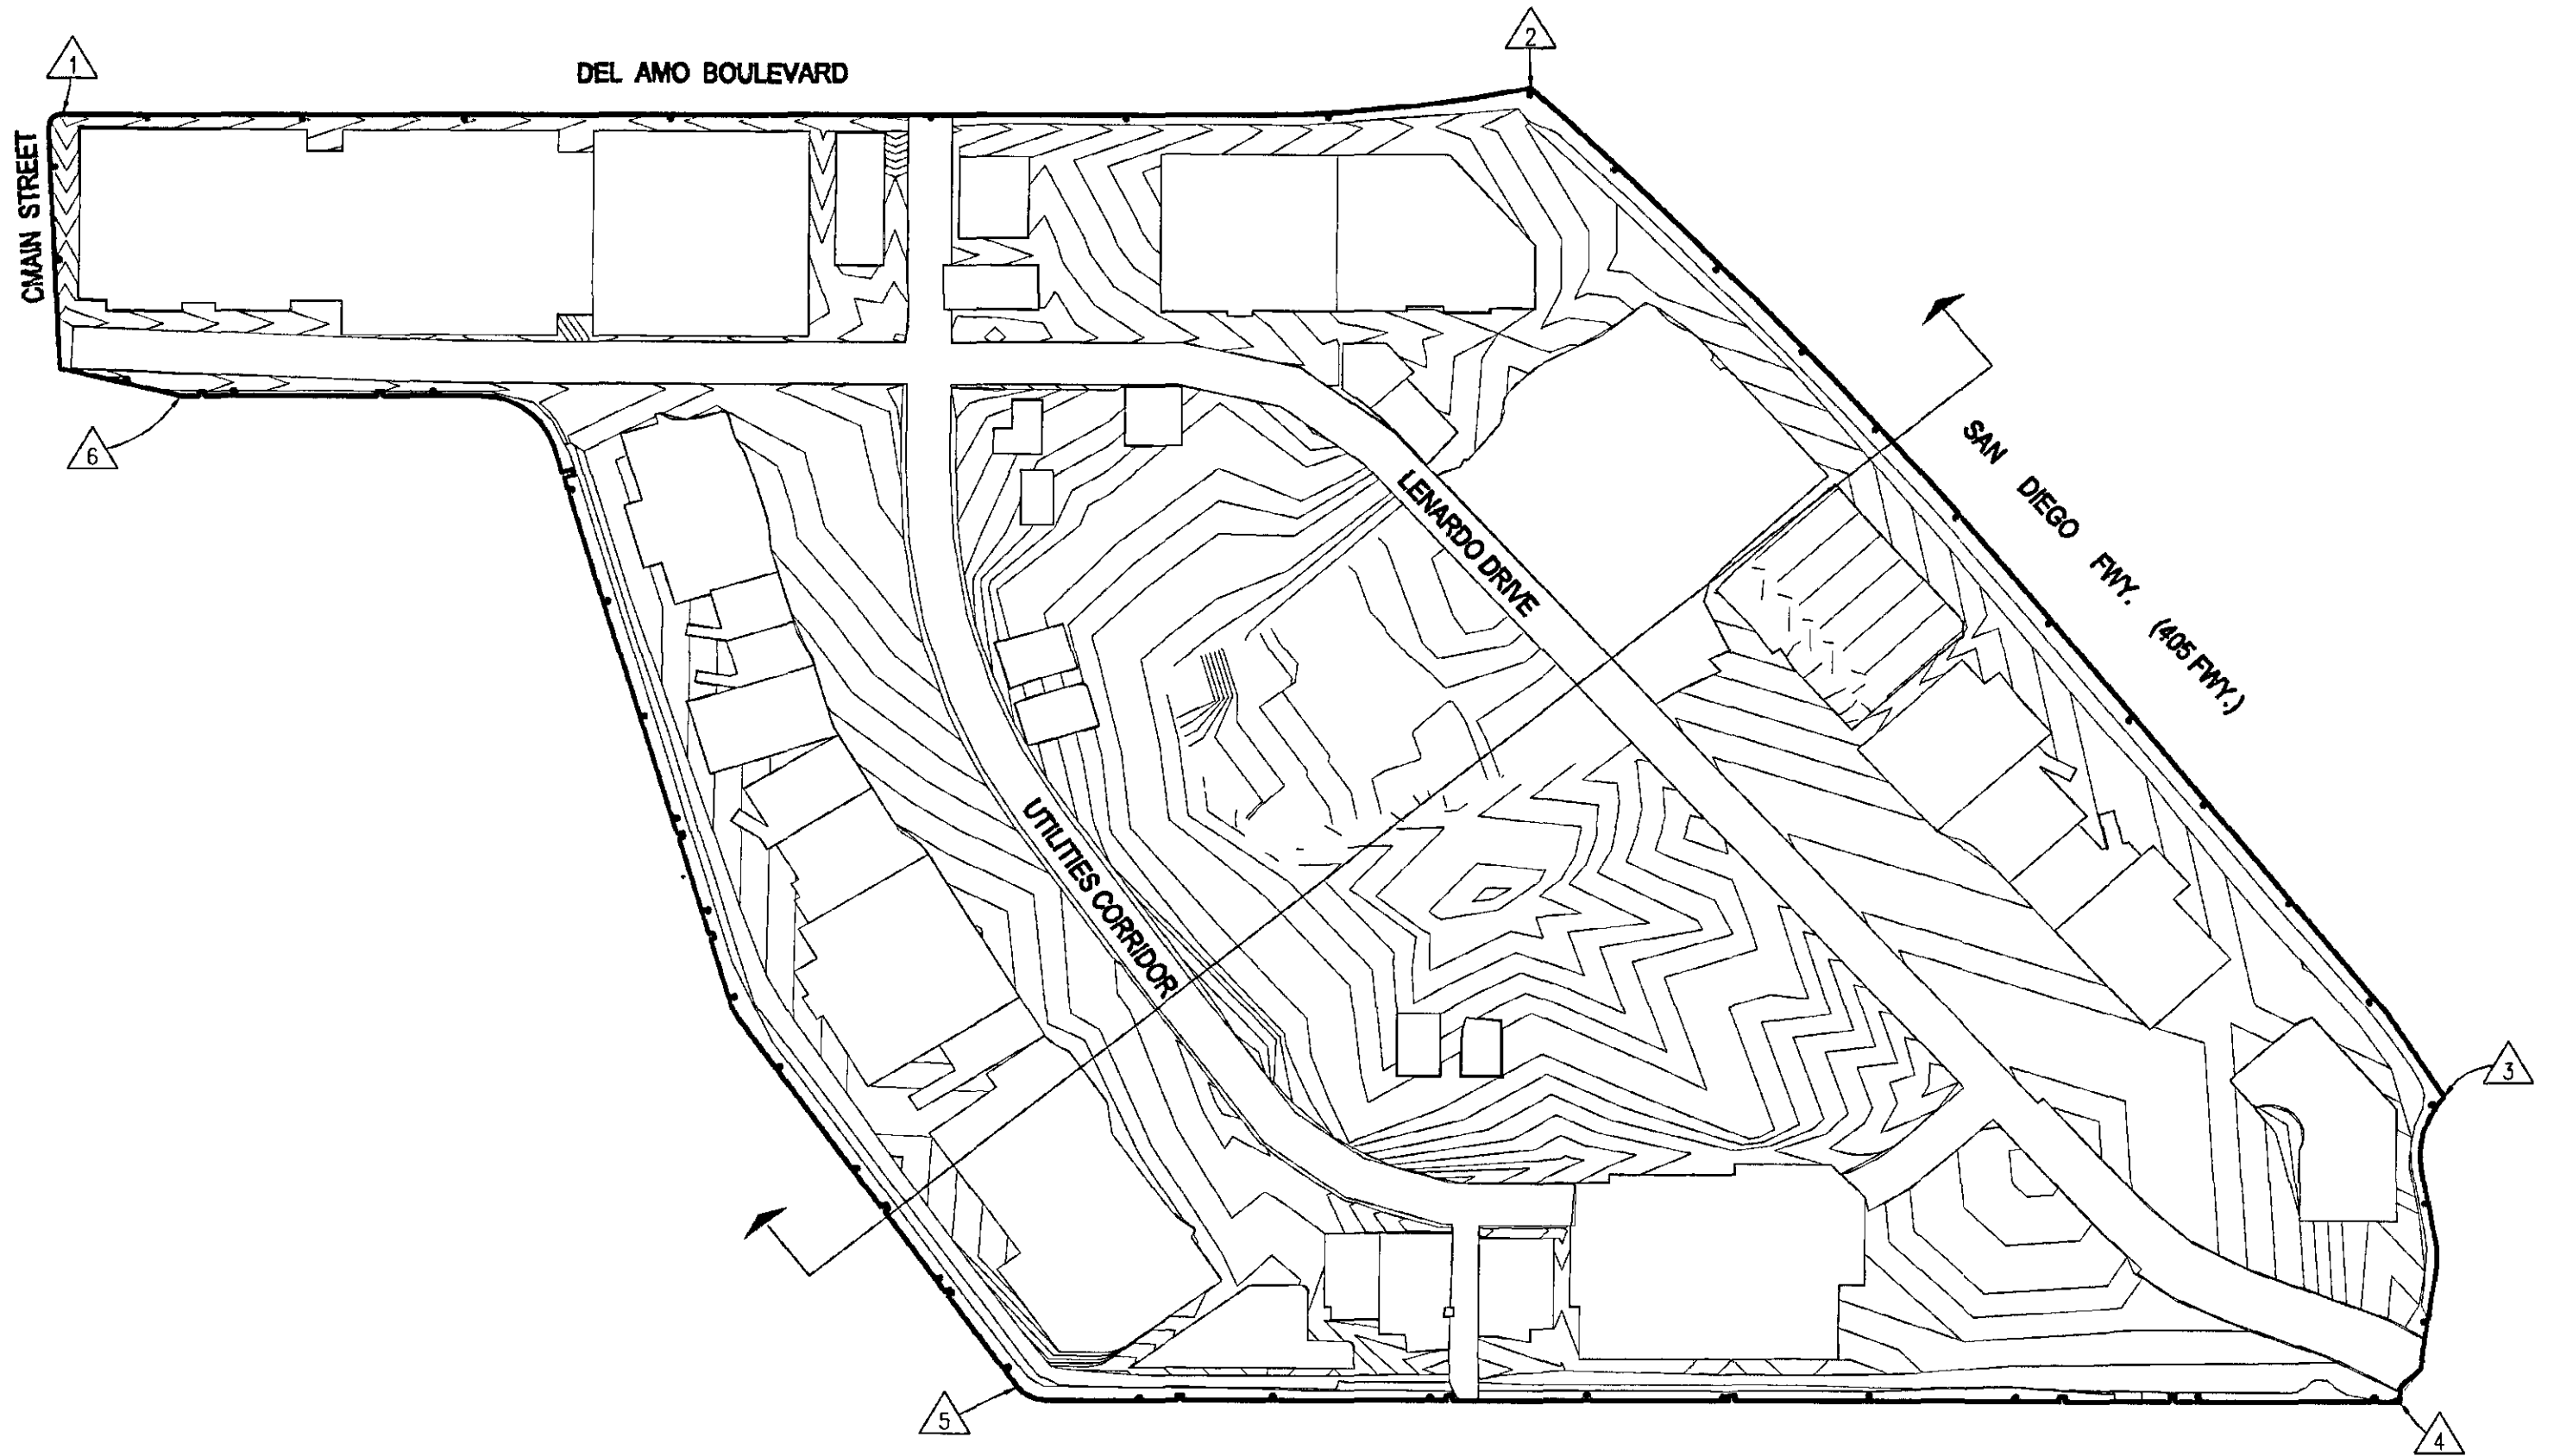 1
2
DEL AMO BOULEVARD
CMAIN STREET
6
SAN DIEGO FWY. (405 FWY.)
LENARDO DRIVE
UTILITIES CORRIDOR
3
5
4